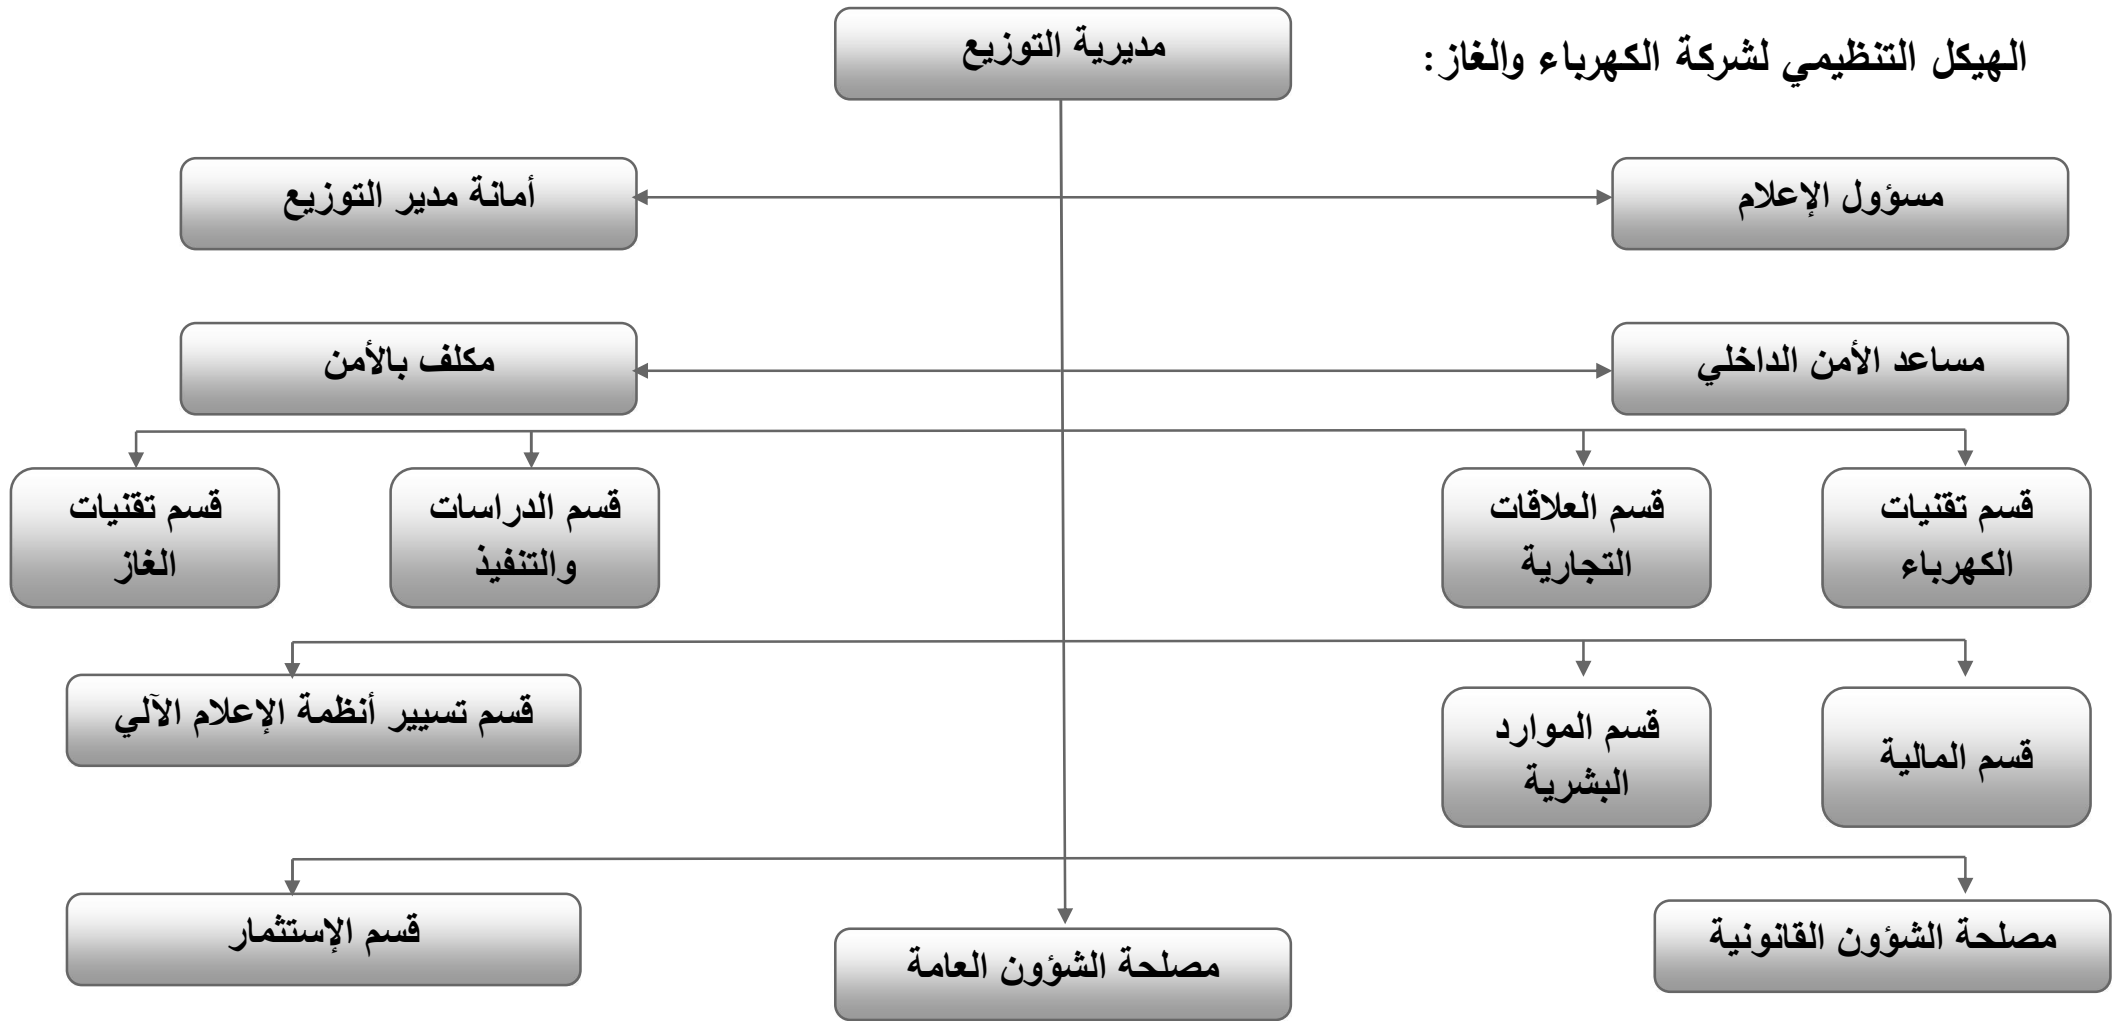 الهيكل التنظيمي لشركة الكهرباء والغاز:
مديرية التوزيع
مسؤول الإعلام
أمانة مدير التوزيع
مساعد الأمن الداخلي
مكلف بالأمن
قسم تقنيات
الكهرباء
قسم العلاقات
التجارية
قسم الدراسات
والتنفيذ
قسم تقنيات
الغاز
قسم المالية
قسم الموارد
البشرية
قسم تسيير أنظمة الإعلام الآلي
مصلحة الشؤون القانونية
مصلحة الشؤون العامة
قسم الإستثمار